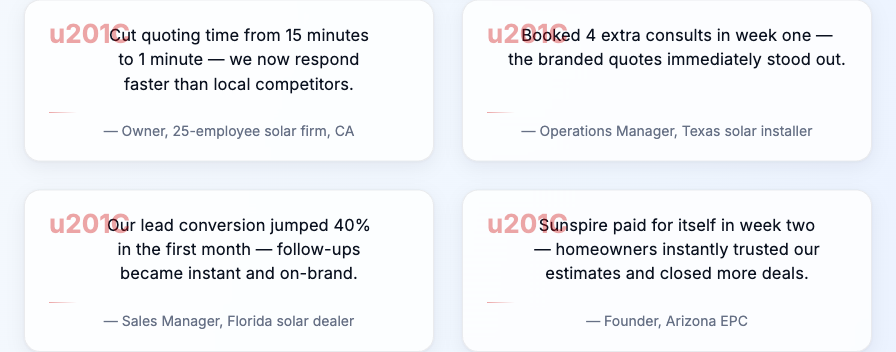 u201C
Cut quoting time from 15 minutes
to 1 minute — we now respond
faster than local competitors.
— Owner, 25-employee solar firm, CA
u201C
Booked 4 extra consults in week one —
the branded quotes immediately stood out.
— Operations Manager, Texas solar installer
u201C
Our lead conversion jumped 40%
in the first month — follow-ups
became instant and on-brand.
— Sales Manager, Florida solar dealer
u201C
Sunspire paid for itself in week two
— homeowners instantly trusted our
estimates and closed more deals.
— Founder, Arizona EPC